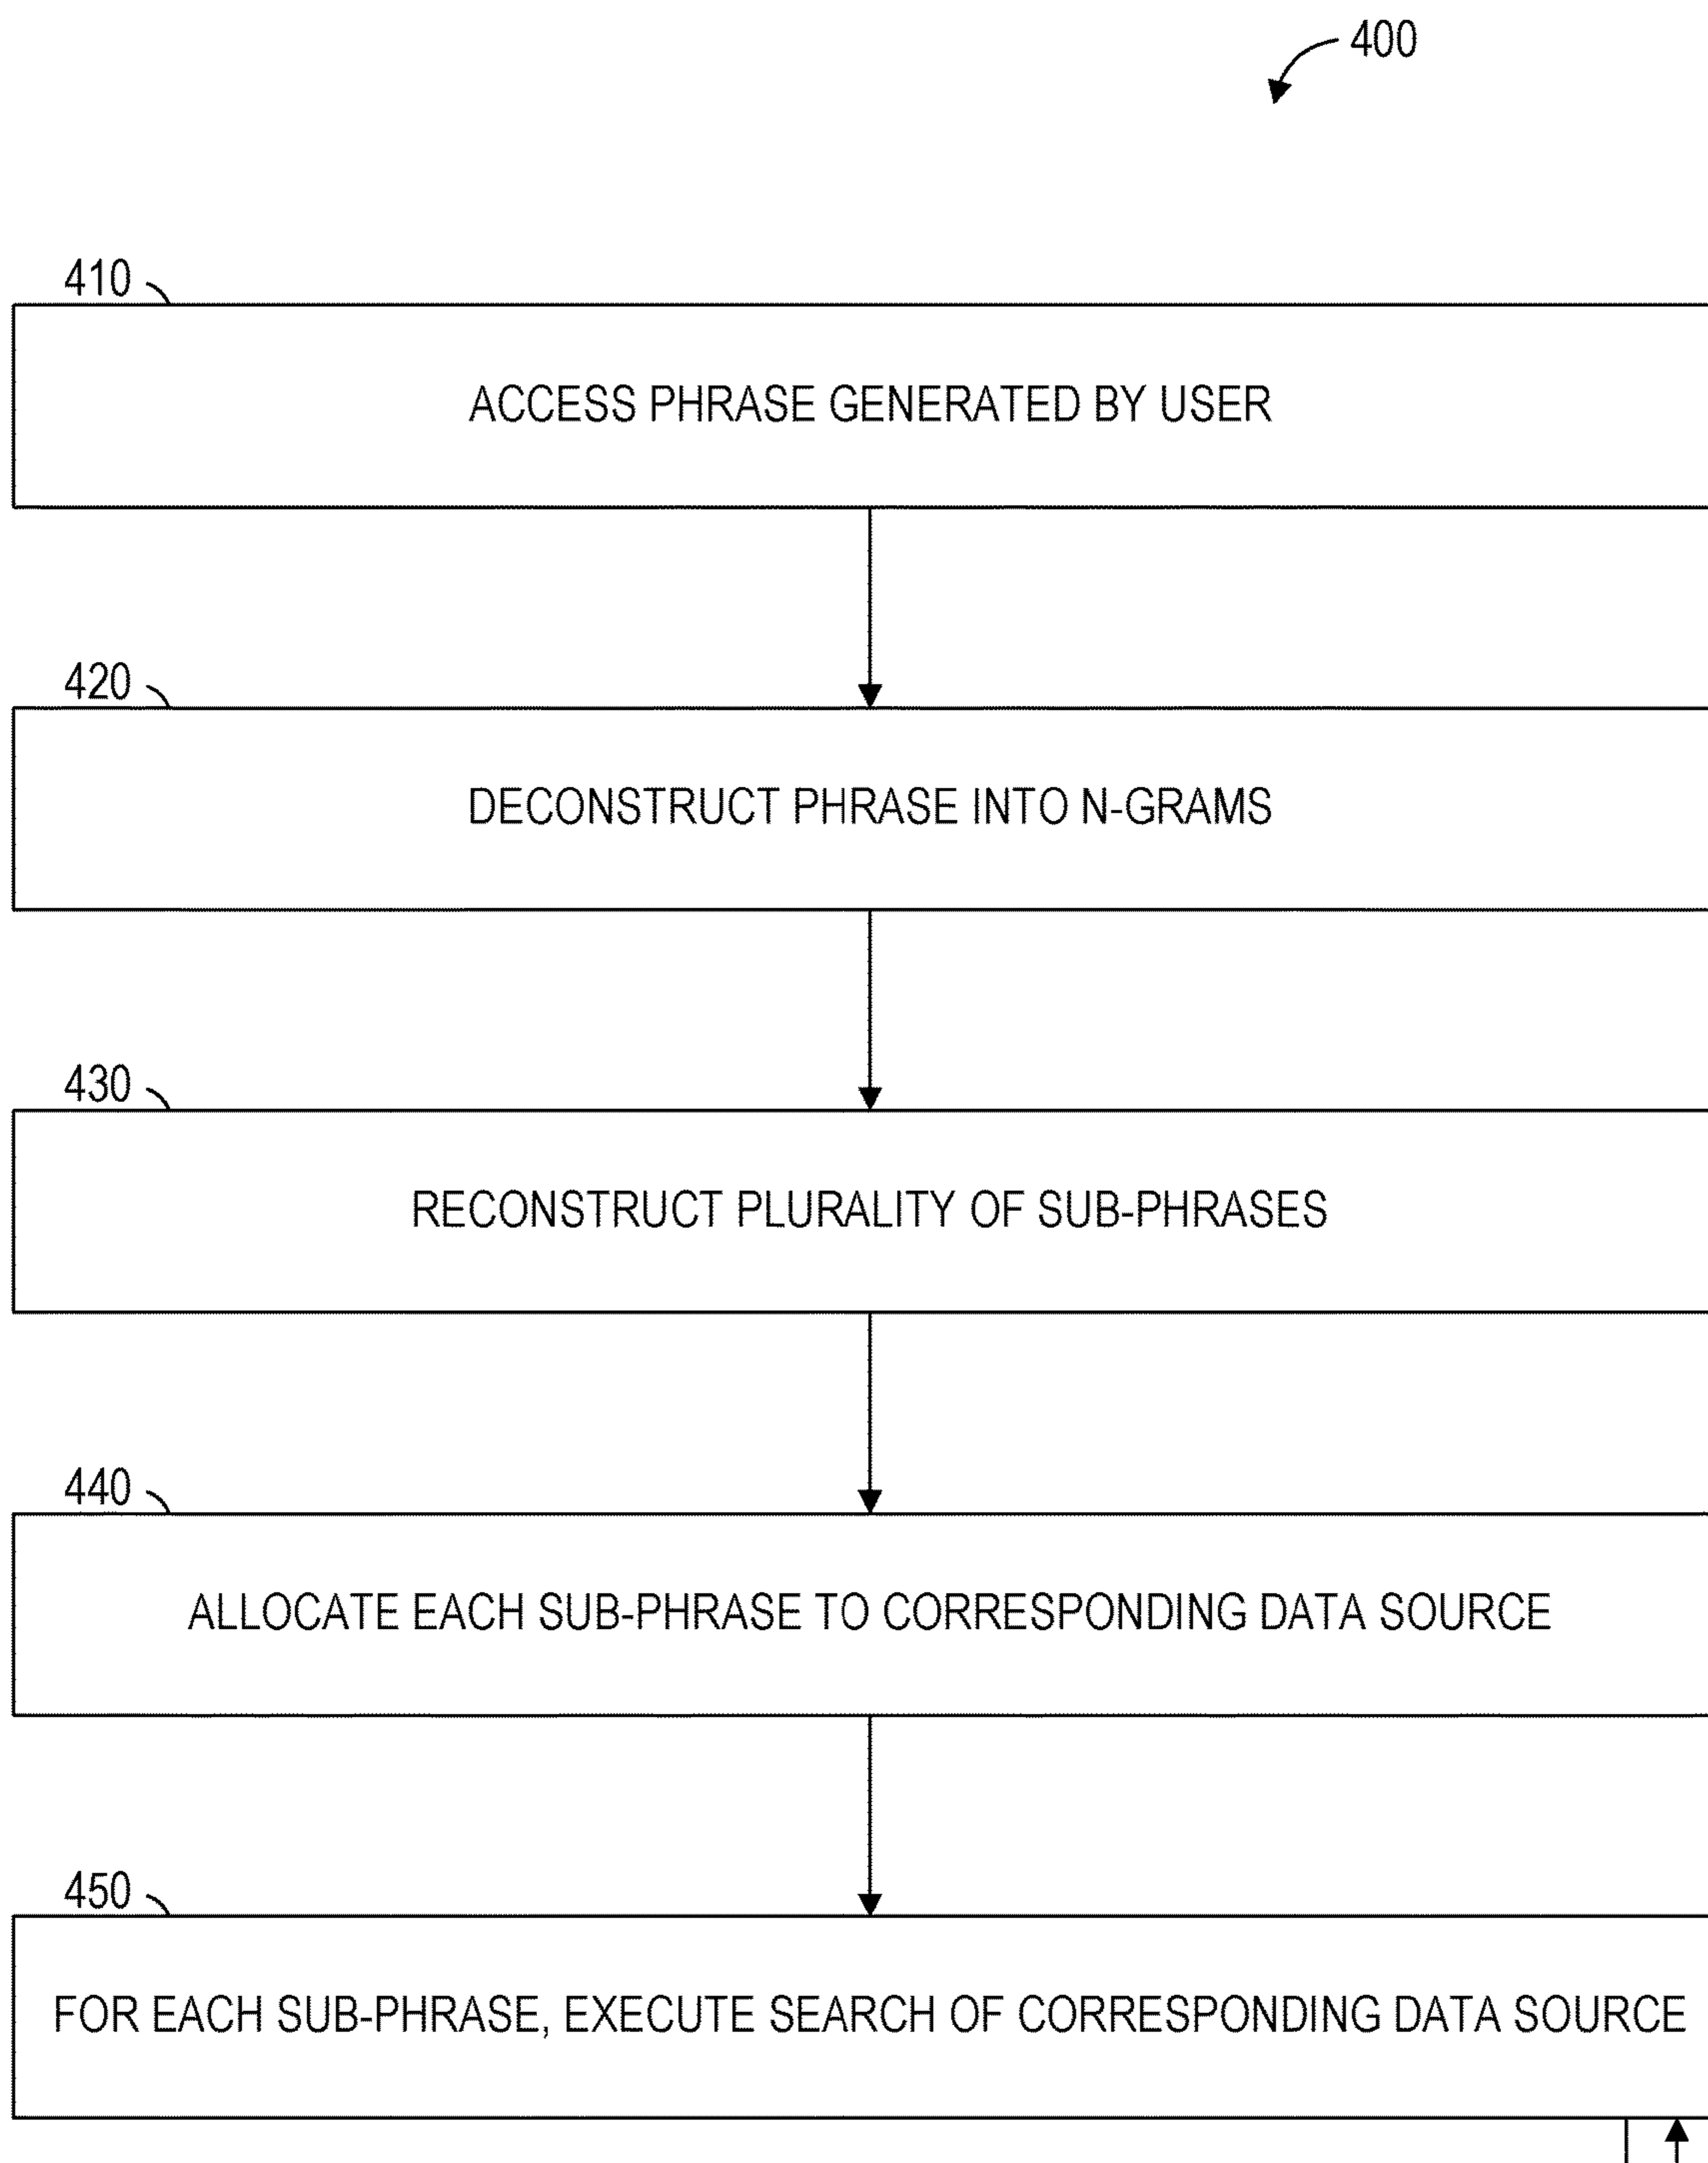 400
410
ACCESS PHRASE GENERATED BY USER
420
DECONSTRUCT PHRASE INTO N-GRAMS
430
RECONSTRUCT PLURALITY OF SUB-PHRASES
440
ALLOCATE EACH SUB-PHRASE TO CORRESPONDING DATA SOURCE
450
FOR EACH SUB-PHRASE, EXECUTE SEARCH OF CORRESPONDING DATA SOURCE